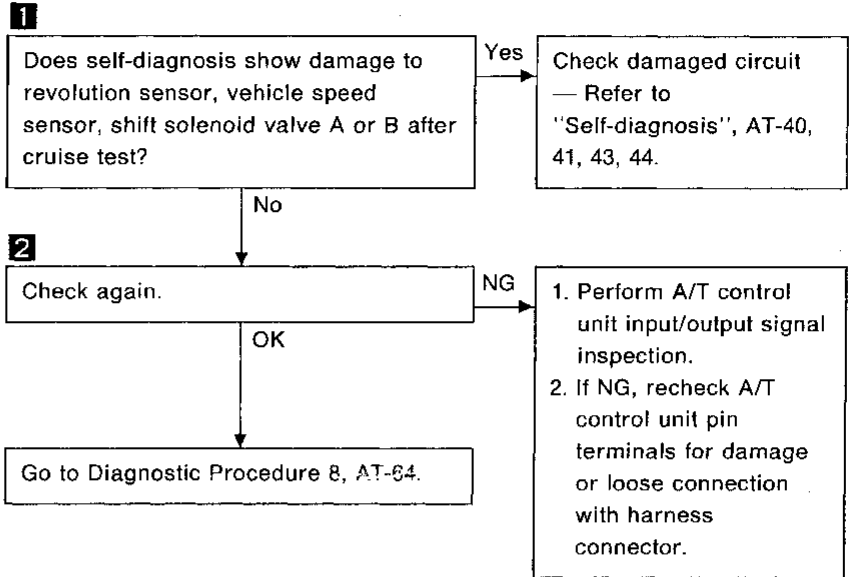 1
Does self-diagnosis show damage to
revolution sensor, vehicle speed
sensor, shift solenoid valve A or B after
cruise test?
Yes
Check damaged circuit
— Refer to
"Self-diagnosis", AT-40,
41, 43, 44.
No
2
Check again.
NG
1. Perform A/T control
unit input/output signal
inspection.
2. If NG, recheck A/T
control unit pin
terminals for damage
or loose connection
with harness
connector.
OK
Go to Diagnostic Procedure 8, AT-64.